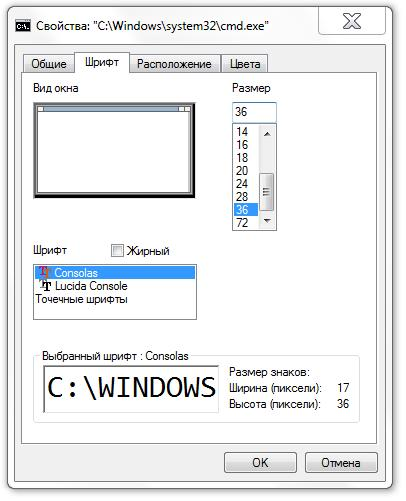 Свойства: "C:\Windows\system32\cmd.exe"
Общие Шрифт Расположение Цвета
Вид окна
Размер
36
14
16
18
20
24
28
36
72
Шрифт
Жирный
Consolas
Lucida Console
Точечные шрифты
Выбранный шрифт : Consolas
C:\WINDOWS
Размер знаков:
Ширина (пиксели): 17
Высота (пиксели): 36
OK Отмена